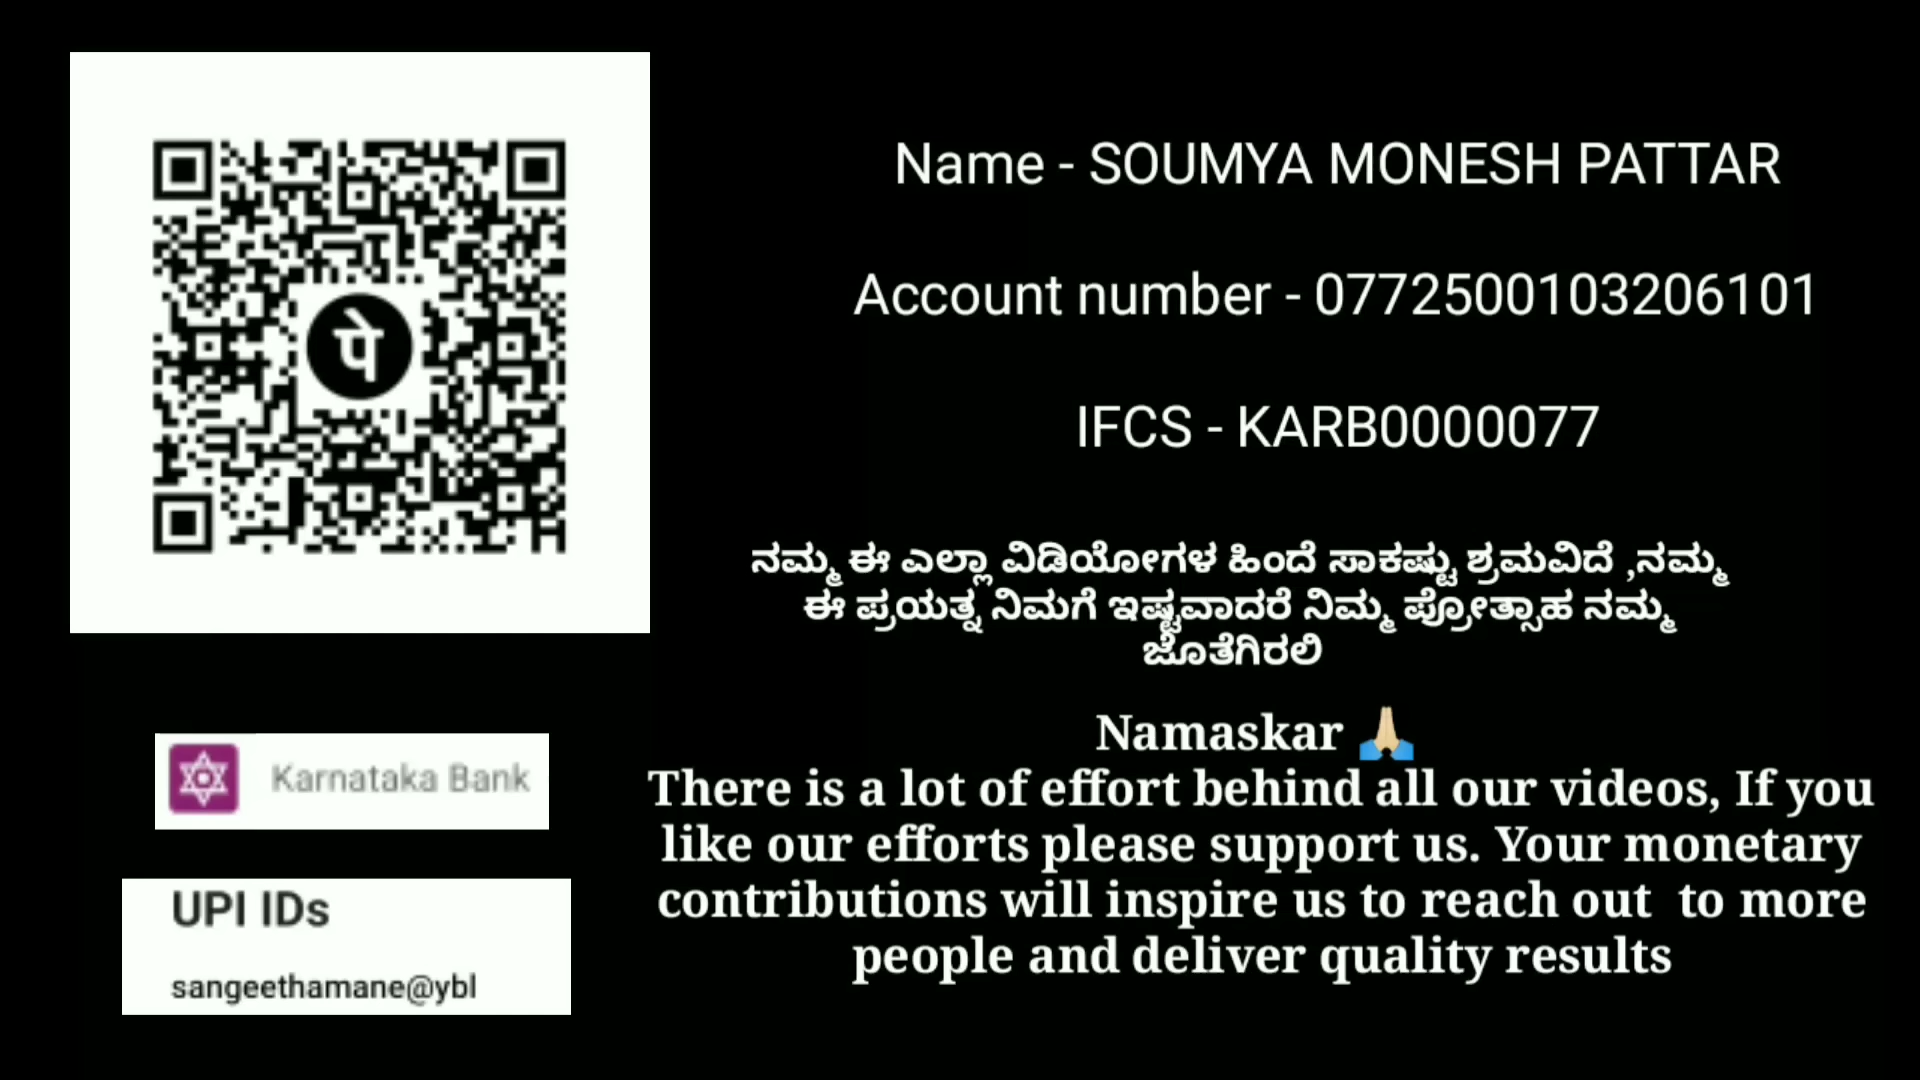 पे
Name - SOUMYA MONESH PATTAR
Account number - 0772500103206101
IFCS - KARB0000077
ನಮ್ಮ ಈ ಎಲ್ಲಾ ವಿಡಿಯೋಗಳ ಹಿಂದೆ ಸಾಕಷ್ಟು ಶ್ರಮವಿದೆ ,ನಮ್ಮ
ಈ ಪ್ರಯತ್ನ ನಿಮಗೆ ಇಷ್ಟವಾದರೆ ನಿಮ್ಮ ಪ್ರೋತ್ಸಾಹ ನಮ್ಮ
ಜೊತೆಗಿರಲಿ
Namaskar 🙏🏼
There is a lot of effort behind all our videos, If you
like our efforts please support us. Your monetary
contributions will inspire us to reach out  to more
people and deliver quality results
Karnataka Bank
UPI IDs
sangeethamane@ybl